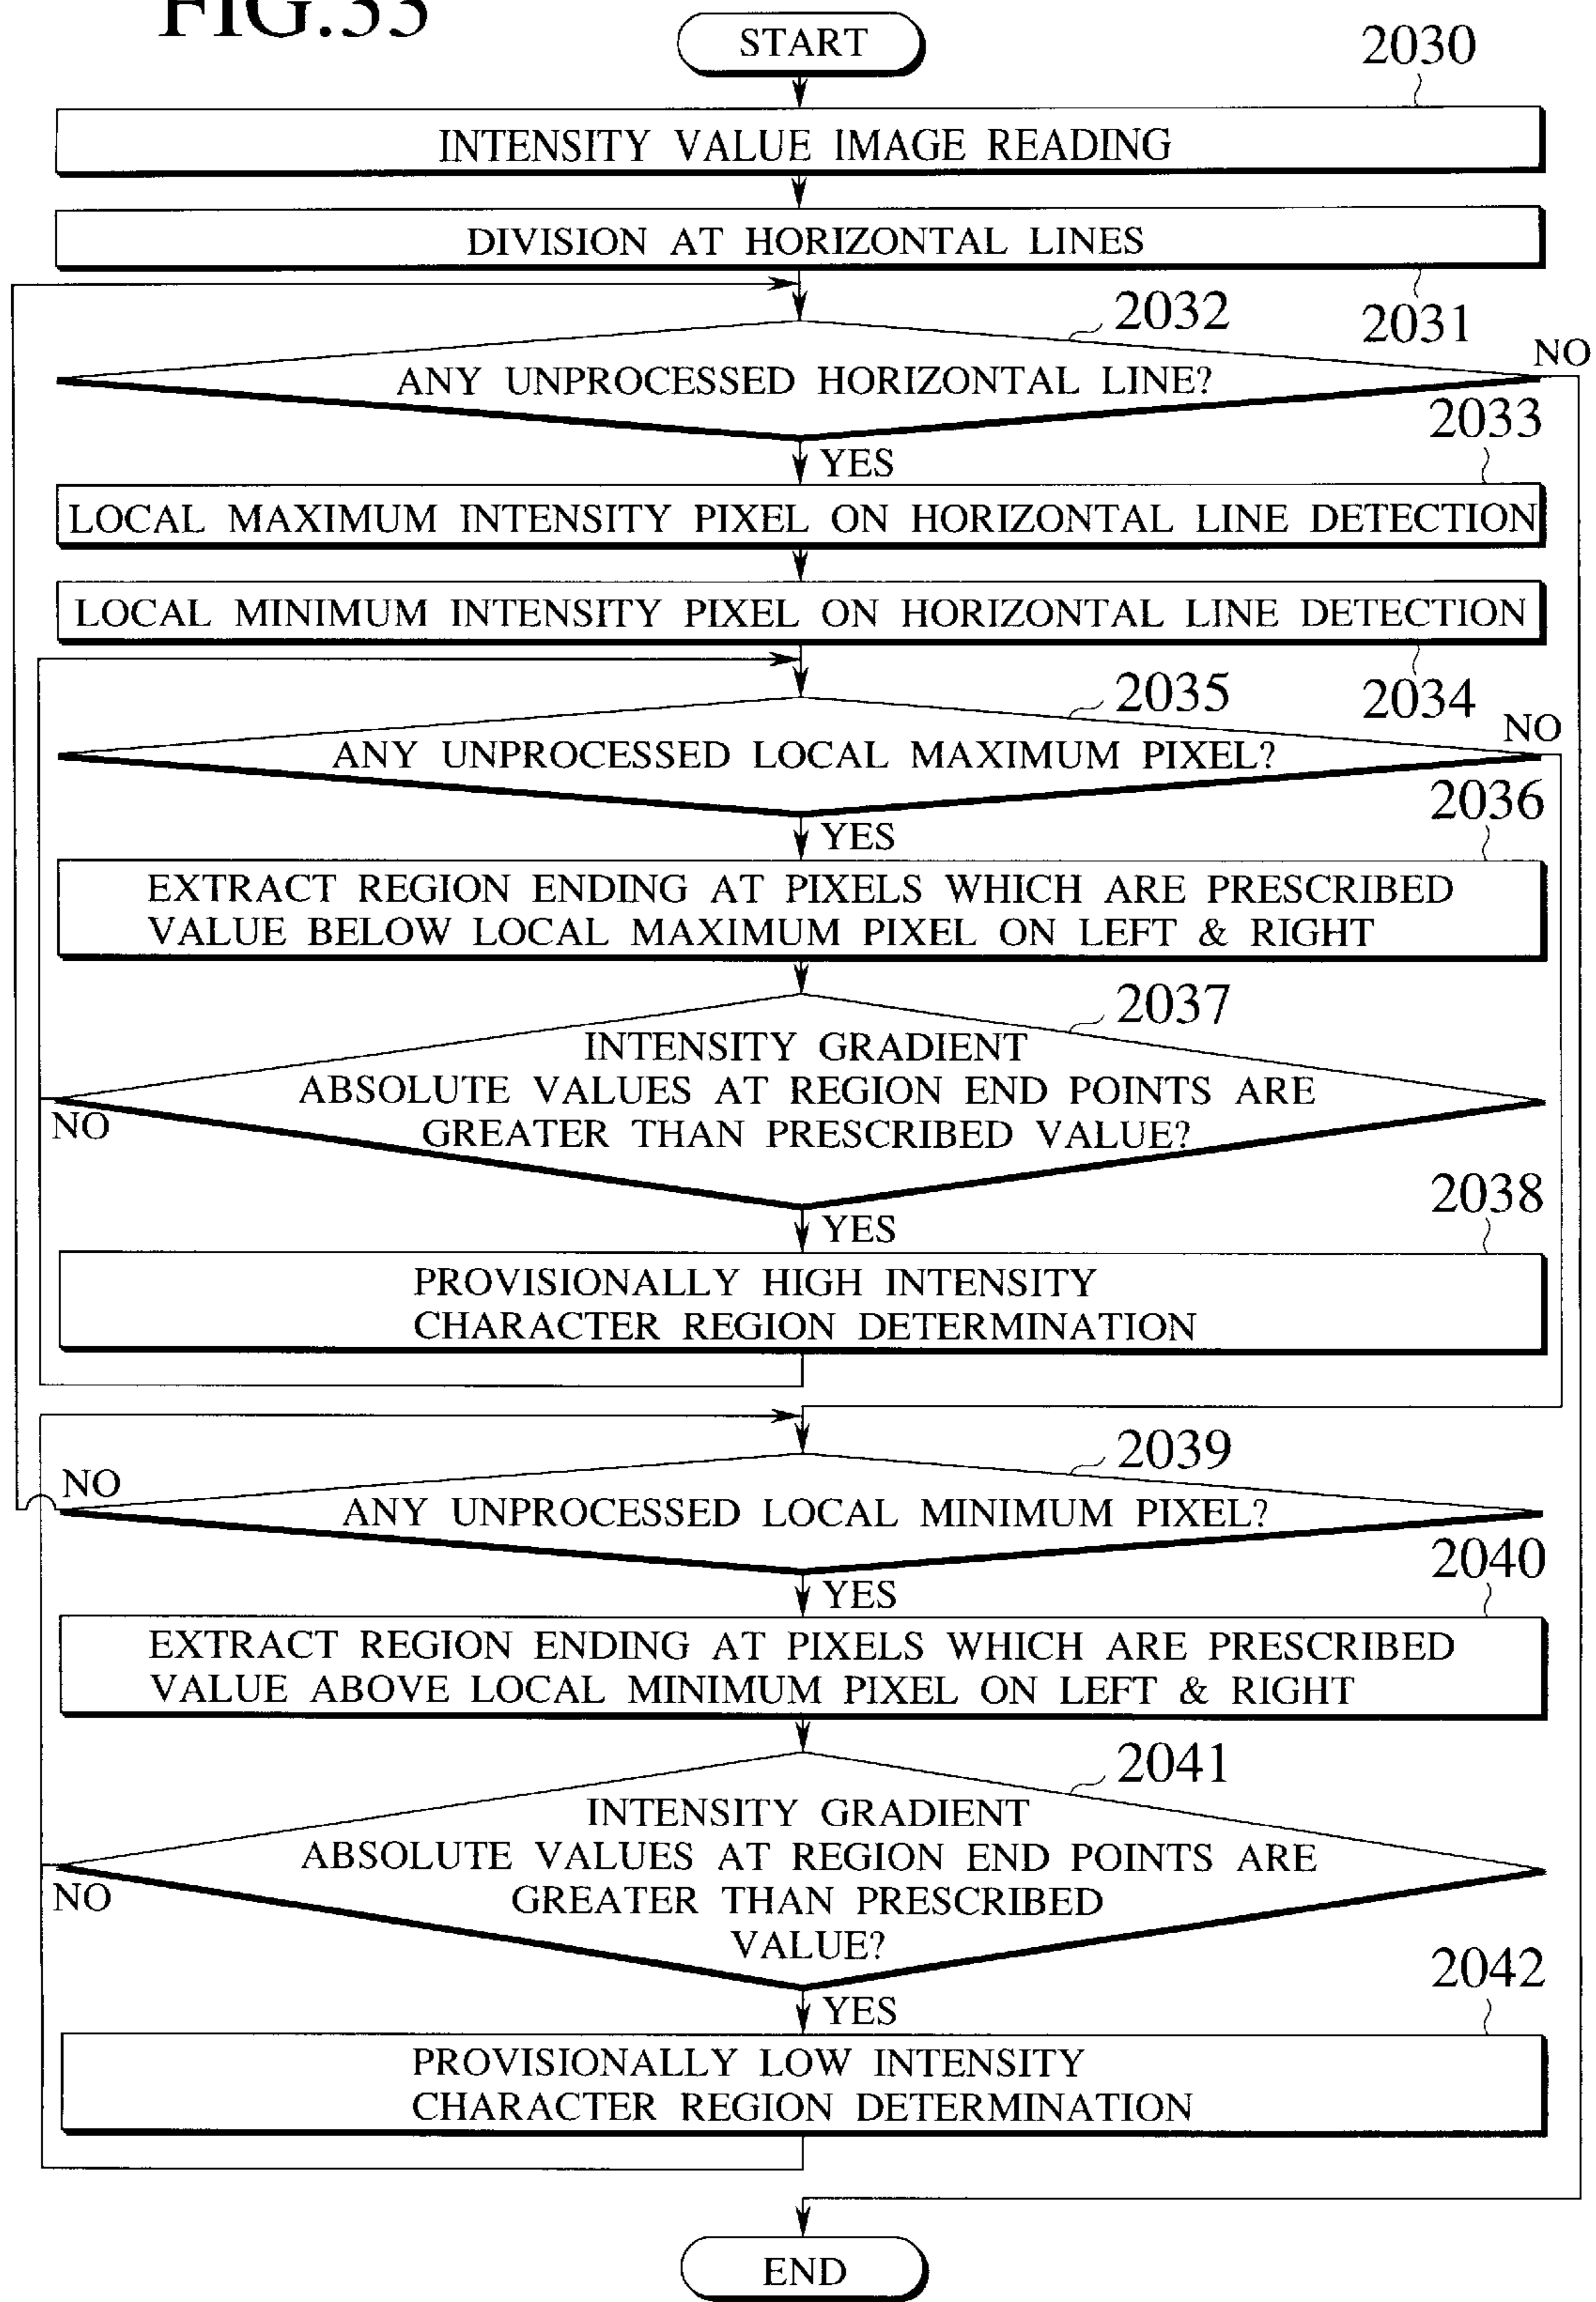 FIG.33
START
2030
INTENSITY VALUE IMAGE READING
DIVISION AT HORIZONTAL LINES
2031
2032
NO
ANY UNPROCESSED HORIZONTAL LINE?
YES
2033
LOCAL MAXIMUM INTENSITY PIXEL ON HORIZONTAL LINE DETECTION
LOCAL MINIMUM INTENSITY PIXEL ON HORIZONTAL LINE DETECTION
2034
2035
NO
ANY UNPROCESSED LOCAL MAXIMUM PIXEL?
YES
2036
EXTRACT REGION ENDING AT PIXELS WHICH ARE PRESCRIBED
VALUE BELOW LOCAL MAXIMUM PIXEL ON LEFT & RIGHT
2037
INTENSITY GRADIENT
ABSOLUTE VALUES AT REGION END POINTS ARE
GREATER THAN PRESCRIBED VALUE?
NO
YES
2038
PROVISIONALLY HIGH INTENSITY
CHARACTER REGION DETERMINATION
2039
NO
ANY UNPROCESSED LOCAL MINIMUM PIXEL?
YES
2040
EXTRACT REGION ENDING AT PIXELS WHICH ARE PRESCRIBED
VALUE ABOVE LOCAL MINIMUM PIXEL ON LEFT & RIGHT
2041
INTENSITY GRADIENT
ABSOLUTE VALUES AT REGION END POINTS ARE
GREATER THAN PRESCRIBED
VALUE?
NO
YES
2042
PROVISIONALLY LOW INTENSITY
CHARACTER REGION DETERMINATION
END